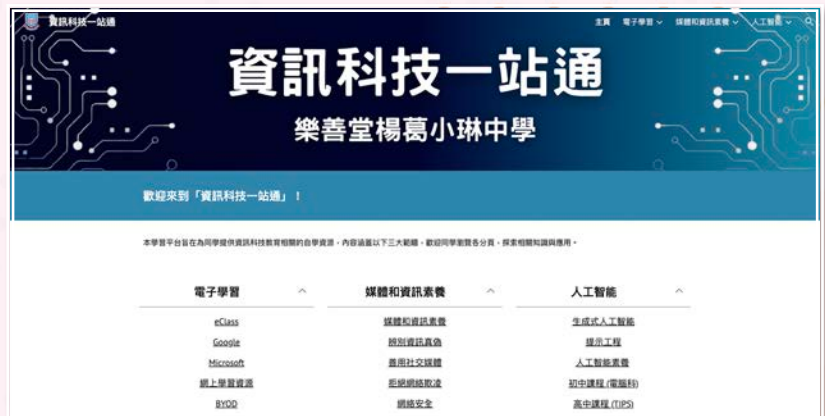 資訊科技一站通
主頁 電子學習 媒體和資訊素養 人工智能
資訊科技一站通
樂善堂楊葛小琳中學
歡迎來到「資訊科技一站通」！
本學習平台旨在為同學提供資訊科技教育相關的自學資源，內容涵蓋以下三大範疇，歡迎同學瀏覽各分頁，探索相關知識與應用。
電子學習 媒體和資訊素養 人工智能
eClass 媒體和資訊素養 生成式人工智能
Google 辨別資訊真偽 提示工程
Microsoft 善用社交媒體 人工智能素養
網上學習資源 拒絕網絡欺凌 初中課程 (電腦科)
BYOD 網絡安全 高中課程 (TIPS)